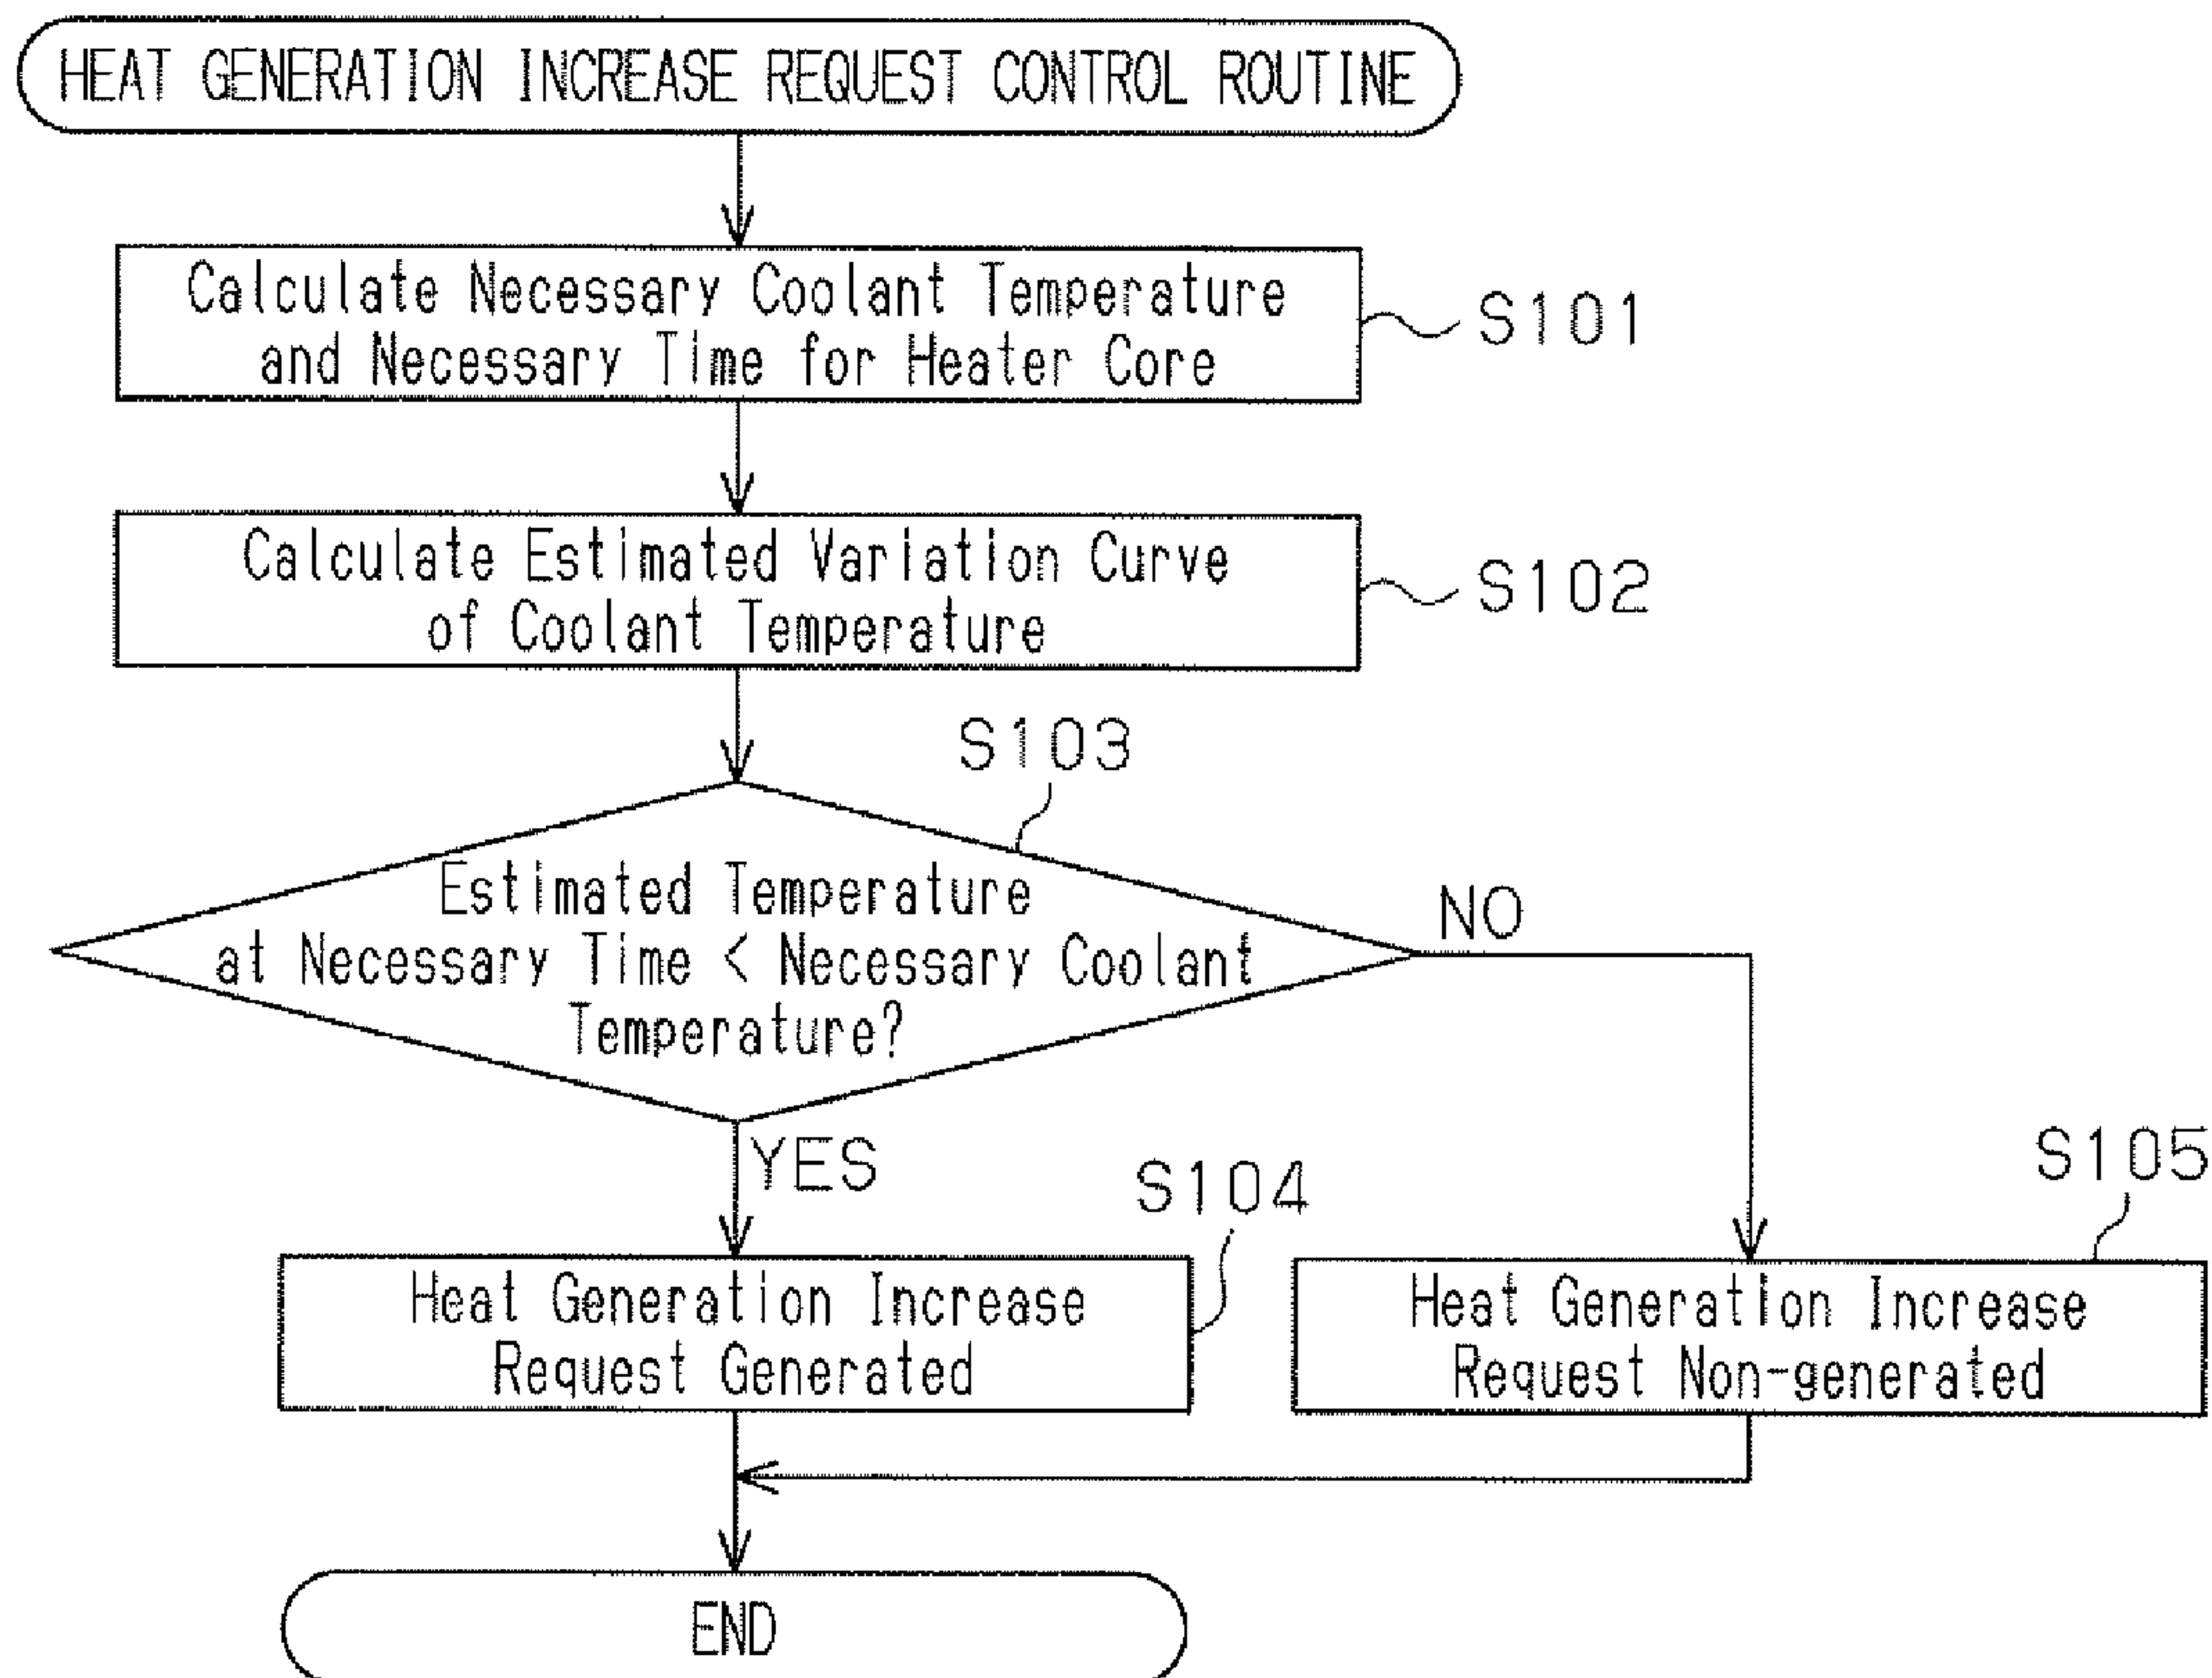 HEAT GENERATION INCREASE REQUEST CONTROL ROUTINE
Calculate Necessary Coolant Temperature
and Necessary Time for Heater Core
S101
Calculate Estimated Variation Curve
of Coolant Temperature
S102
S103
Estimated Temperature
at Necessary Time < Necessary Coolant
Temperature?
NO
YES
S104
Heat Generation Increase
Request Generated
S105
Heat Generation Increase
Request Non-generated
END